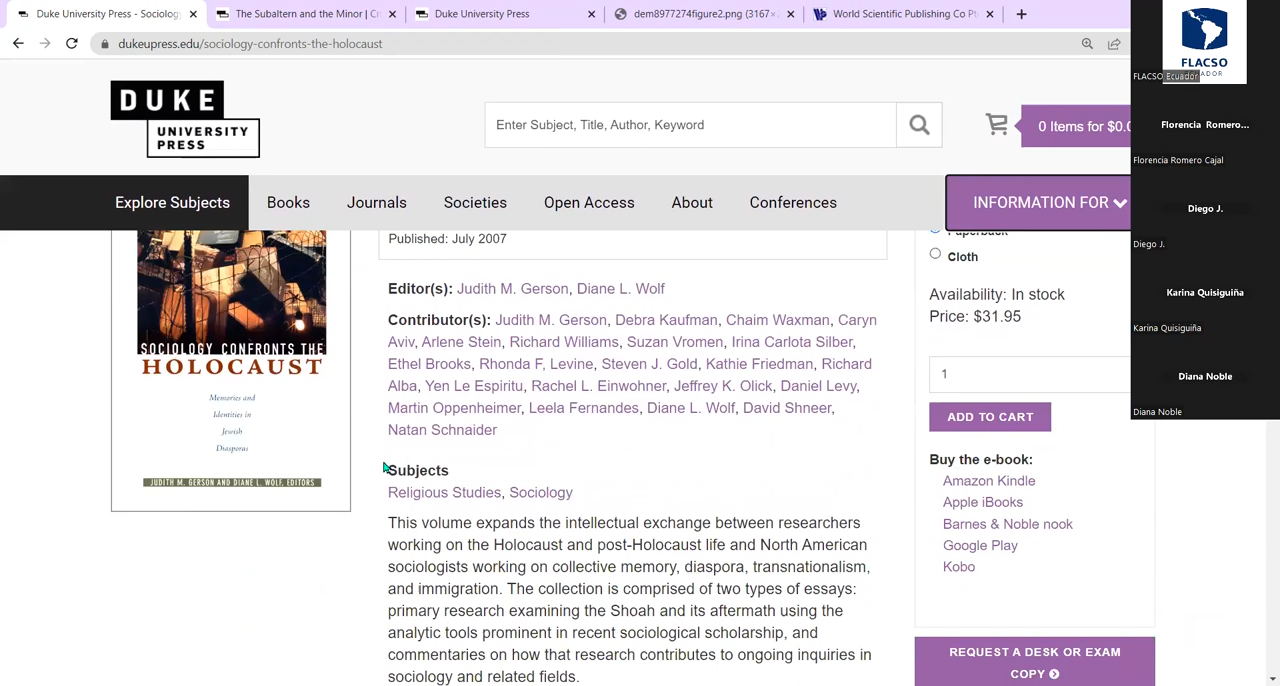 Duke University Press - Sociology
The Subaltern and the Minor | Cr
Duke University Press
dem8977274figure2.png (3167×
World Scientific Publishing Co Pt
dukeupress.edu/sociology-confronts-the-holocaust
DUKE
UNIVERSITY
PRESS
Enter Subject, Title, Author, Keyword
0 Items for $0.0
Explore Subjects
Books
Journals
Societies
Open Access
About
Conferences
INFORMATION FOR
Published: July 2007
Editor(s): Judith M. Gerson, Diane L. Wolf
Contributor(s): Judith M. Gerson, Debra Kaufman, Chaim Waxman, Caryn
Aviv, Arlene Stein, Richard Williams, Suzan Vromen, Irina Carlota Silber,
Ethel Brooks, Rhonda F, Levine, Steven J. Gold, Kathie Friedman, Richard
Alba, Yen Le Espiritu, Rachel L. Einwohner, Jeffrey K. Olick, Daniel Levy,
Martin Oppenheimer, Leela Fernandes, Diane L. Wolf, David Shneer,
Natan Schnaider
Subjects
Religious Studies, Sociology
This volume expands the intellectual exchange between researchers
working on the Holocaust and post-Holocaust life and North American
sociologists working on collective memory, diaspora, transnationalism,
and immigration. The collection is comprised of two types of essays:
primary research examining the Shoah and its aftermath using the
analytic tools prominent in recent sociological scholarship, and
commentaries on how that research contributes to ongoing inquiries in
sociology and related fields.
SOCIOLOGY CONFRONTS THE
HOLOCAUST
Memories and
Identities in
Jewish
Diasporas
JUDITH M. GERSON AND DIANE L. WOLF, EDITORS
Paperback
Cloth
Availability: In stock
Price: $31.95
1
ADD TO CART
Buy the e-book:
Amazon Kindle
Apple iBooks
Barnes & Noble nook
Google Play
Kobo
REQUEST A DESK OR EXAM
COPY
FLACSO
ADOR
FLACSO Ecuador
Florencia Romero...
Florencia Romero Cajal
Diego J.
Diego J.
Karina Quisiguiña
Karina Quisiguiña
Diana Noble
Diana Noble